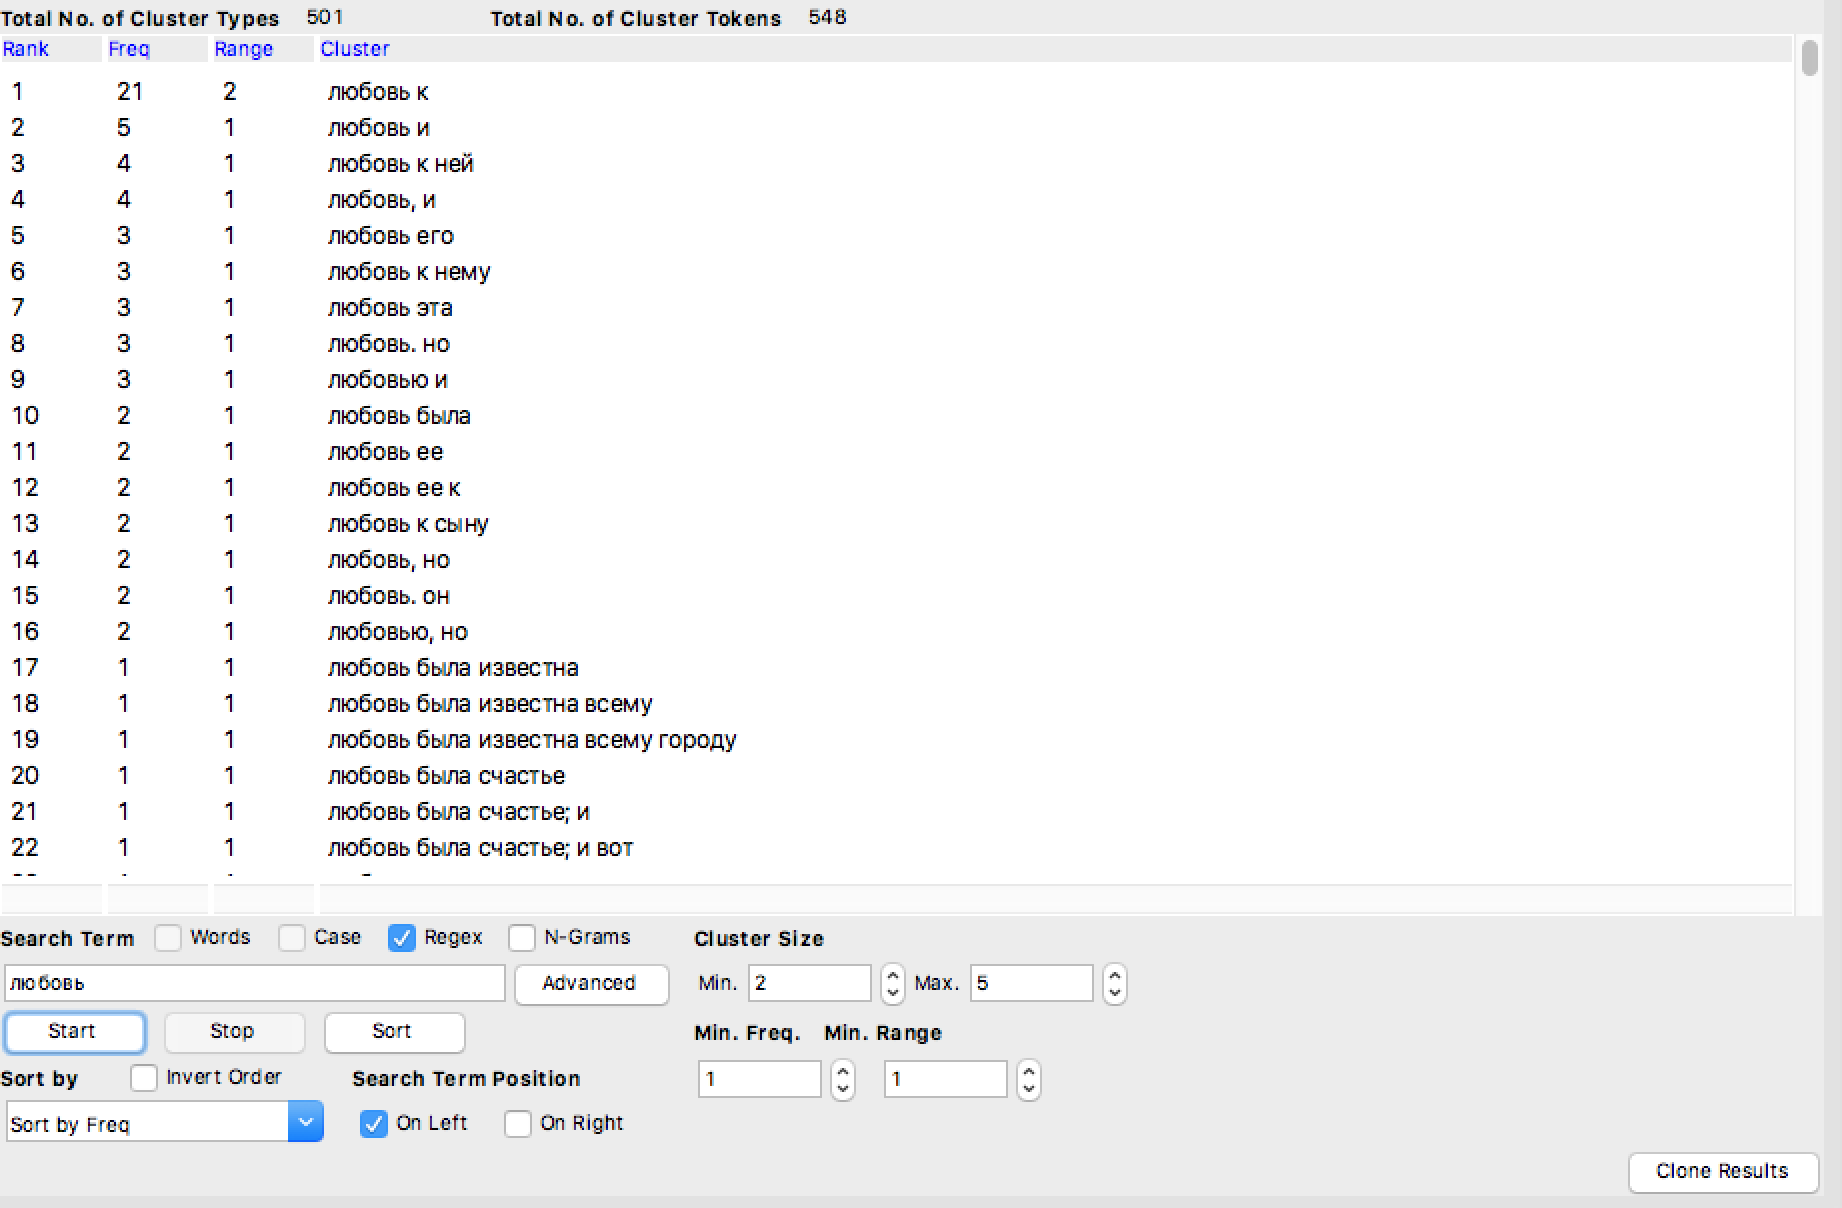 Total No. of Cluster Types 501 Total No. of Cluster Tokens 548
Rank Freq Range Cluster
1 21 2 любовь к
2 5 1 любовь и
3 4 1 любовь к ней
4 4 1 любовь, и
5 3 1 любовь его
6 3 1 любовь к нему
7 3 1 любовь эта
8 3 1 любовь. но
9 3 1 любовью и
10 2 1 любовь была
11 2 1 любовь ее
12 2 1 любовь ее к
13 2 1 любовь к сыну
14 2 1 любовь, но
15 2 1 любовь. он
16 2 1 любовью, но
17 1 1 любовь была известна
18 1 1 любовь была известна всему
19 1 1 любовь была известна всему городу
20 1 1 любовь была счастье
21 1 1 любовь была счастье; и
22 1 1 любовь была счастье; и вот
Search Term Words Case Regex N-Grams Cluster Size
любовь Advanced Min. 2 Max. 5
Start Stop Sort Min. Freq. Min. Range
Sort by Invert Order Search Term Position 1 1
Sort by Freq On Left On Right
Clone Results